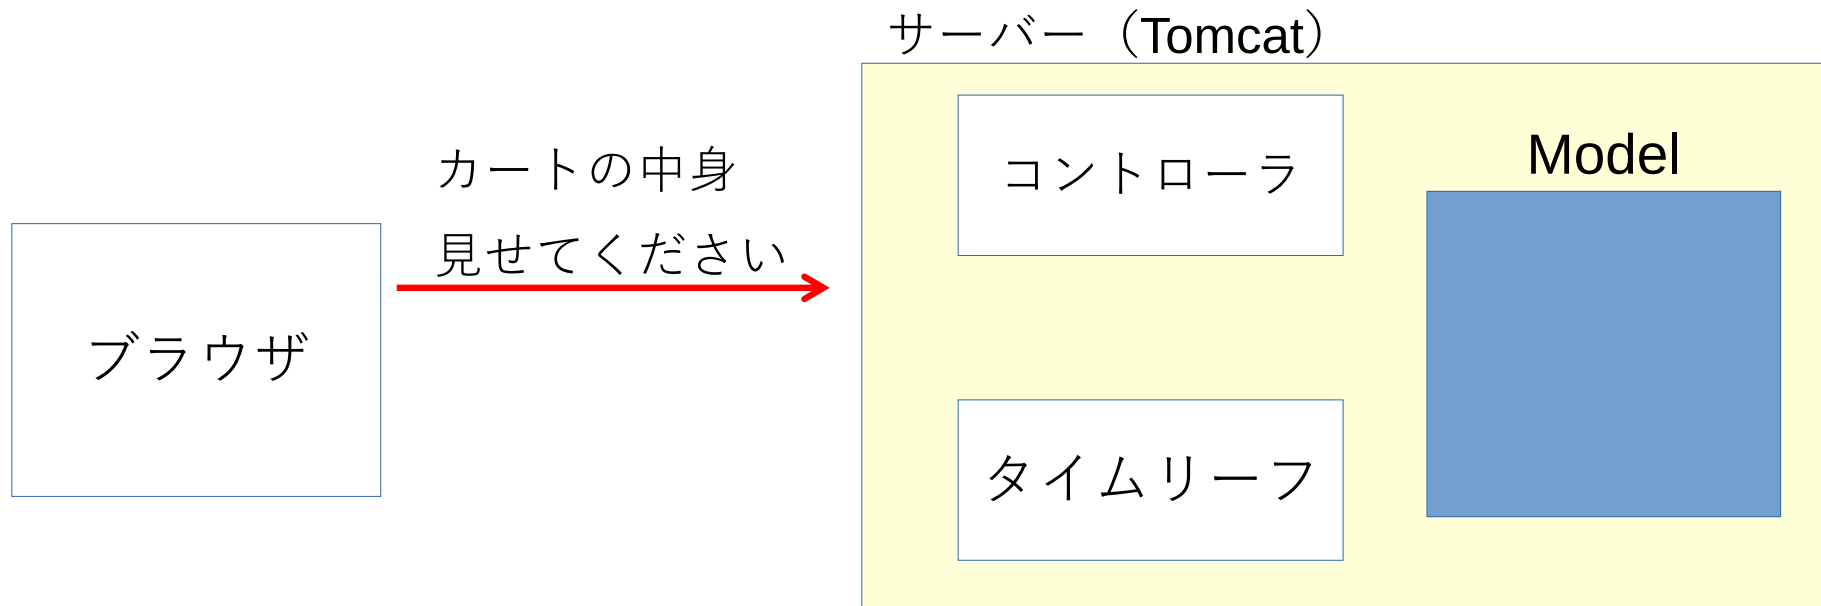 サーバー（Tomcat）
カートの中身
見せてください
ブラウザ
コントローラ
Model
タイムリーフ